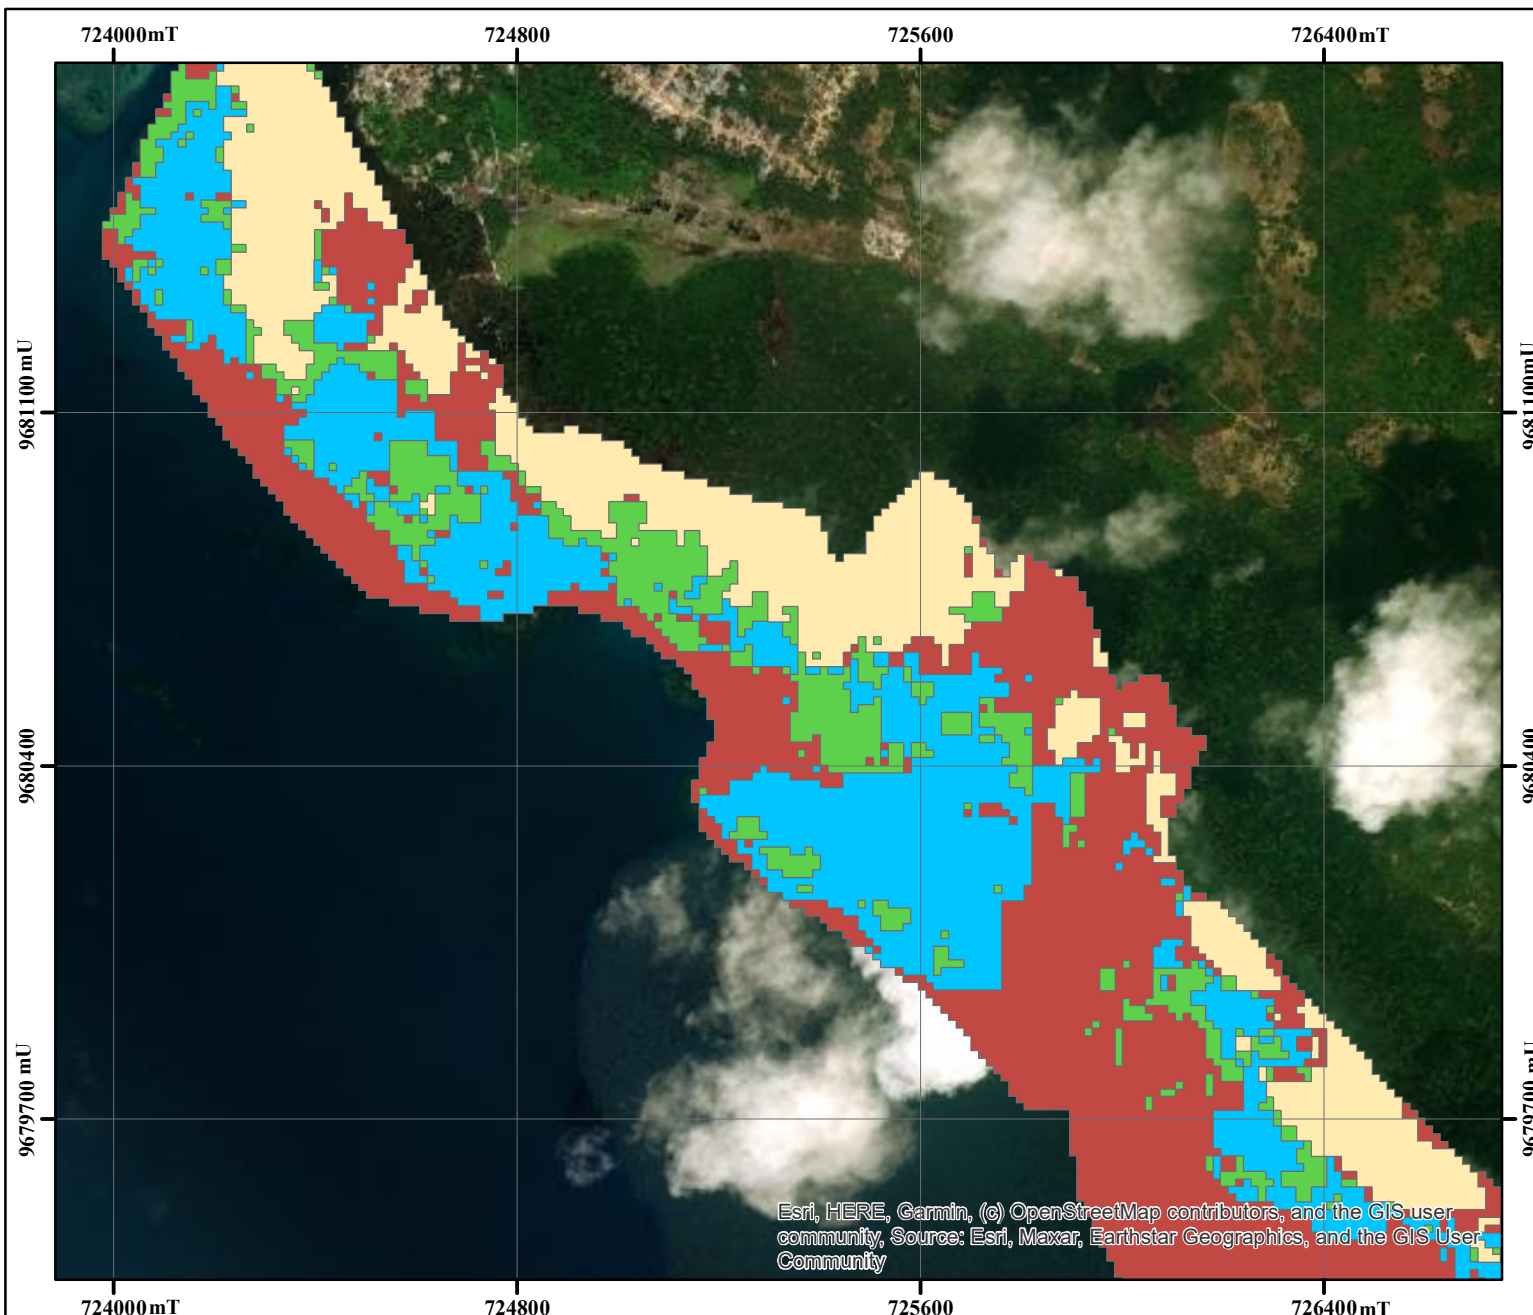 724000mT 724800 725600 726400mT
9681100 mU 9681100mU
9680400 9680400
9679700 mU 9679700 mU
Esri, HERE, Garmin, (c) OpenStreetMap contributors, and the GIS user
community, Source: Esri, Maxar, Earthstar Geographics, and the GIS User
Community
724000mT 724800 725600 726400mT